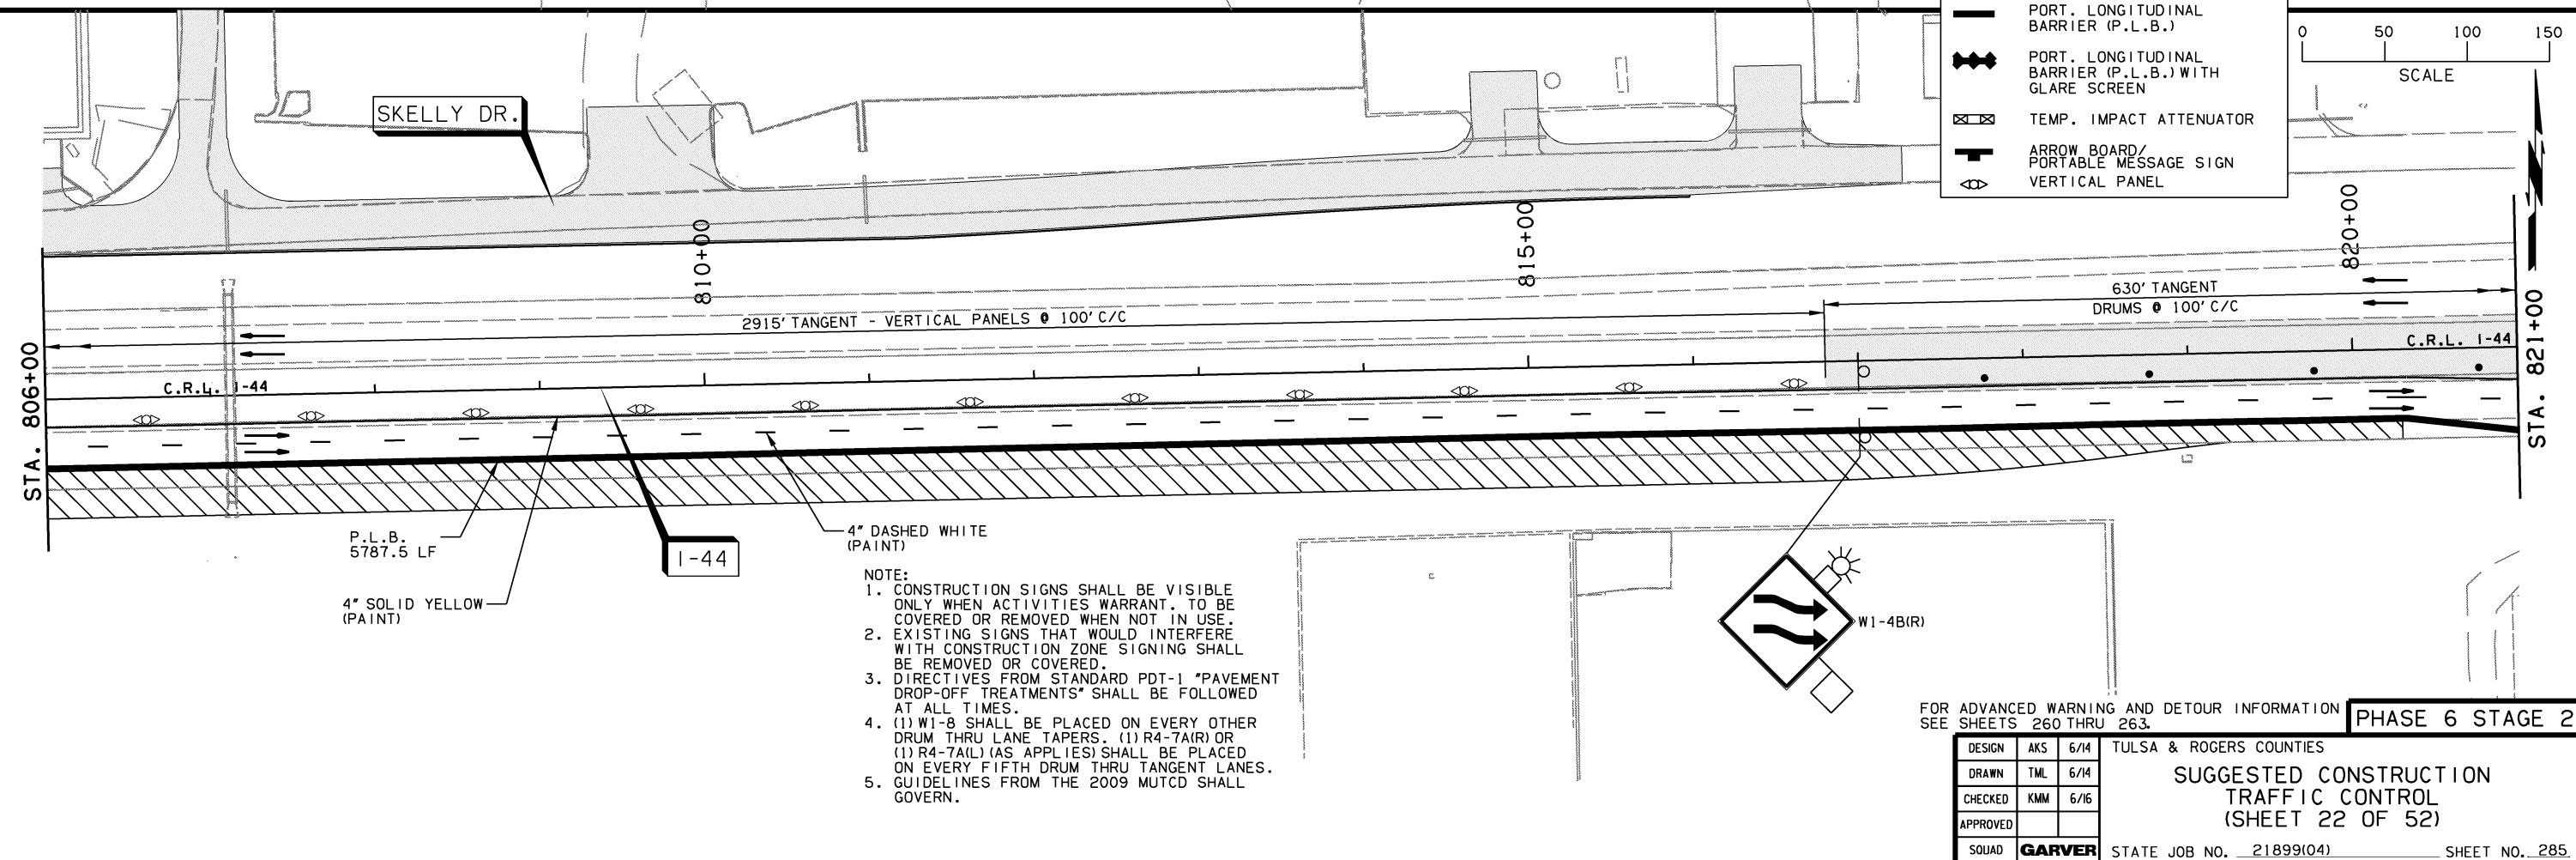 PORT. LONGITUDINAL
BARRIER (P.L.B.)
PORT. LONGITUDINAL
BARRIER (P.L.B.) WITH
GLARE SCREEN
TEMP. IMPACT ATTENUATOR
ARROW BOARD/
PORTABLE MESSAGE SIGN
VERTICAL PANEL
0 50 100 150
SCALE
SKELLY DR.
810+00
815+00
820+00
2915' TANGENT - VERTICAL PANELS @ 100' C/C
630' TANGENT
DRUMS @ 100' C/C
STA. 806+00
STA. 821+00
C.R.L. I-44
C.R.L. I-44
P.L.B.
5787.5 LF
4" SOLID YELLOW
(PAINT)
I-44
4" DASHED WHITE
(PAINT)
NOTE:
1. CONSTRUCTION SIGNS SHALL BE VISIBLE
ONLY WHEN ACTIVITIES WARRANT. TO BE
COVERED OR REMOVED WHEN NOT IN USE.
2. EXISTING SIGNS THAT WOULD INTERFERE
WITH CONSTRUCTION ZONE SIGNING SHALL
BE REMOVED OR COVERED.
3. DIRECTIVES FROM STANDARD PDT-1 "PAVEMENT
DROP-OFF TREATMENTS" SHALL BE FOLLOWED
AT ALL TIMES.
4. (1) W1-8 SHALL BE PLACED ON EVERY OTHER
DRUM THRU LANE TAPERS. (1) R4-7A(R) OR
(1) R4-7A(L) (AS APPLIES) SHALL BE PLACED
ON EVERY FIFTH DRUM THRU TANGENT LANES.
5. GUIDELINES FROM THE 2009 MUTCD SHALL
GOVERN.
W1-4B(R)
FOR ADVANCED WARNING AND DETOUR INFORMATION
SEE SHEETS 260 THRU 263.
PHASE 6 STAGE 2
DESIGN AKS 6/14
DRAWN TML 6/14
CHECKED KMM 6/16
APPROVED
SQUAD GARVER
TULSA & ROGERS COUNTIES
SUGGESTED CONSTRUCTION
TRAFFIC CONTROL
(SHEET 22 OF 52)
STATE JOB NO. 21899(04) SHEET NO. 285